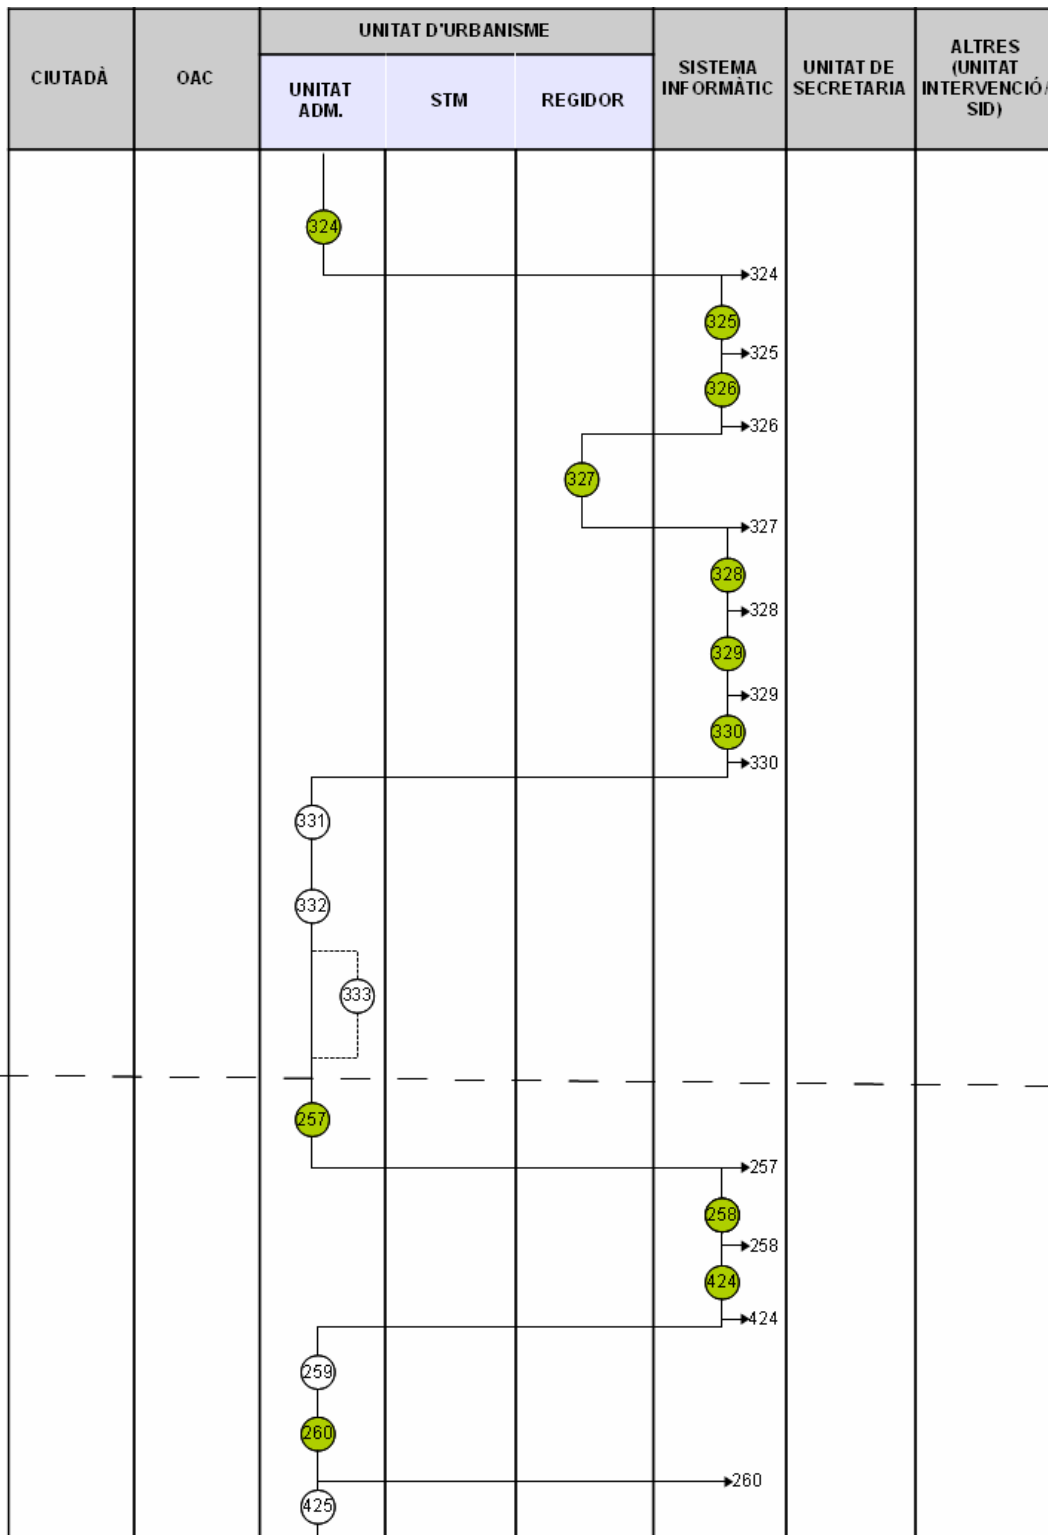 UNITAT D'URBANISME
CIUTADÀ
OAC
UNITAT
ADM.
STM
REGIDOR
SISTEMA
INFORMÀTIC
UNITAT DE
SECRETARIA
ALTRES
(UNITAT
INTERVENCIÓ/
SID)
324
324
325
325
326
326
327
327
328
328
329
329
330
330
331
332
333
257
257
258
258
424
424
259
260
260
425